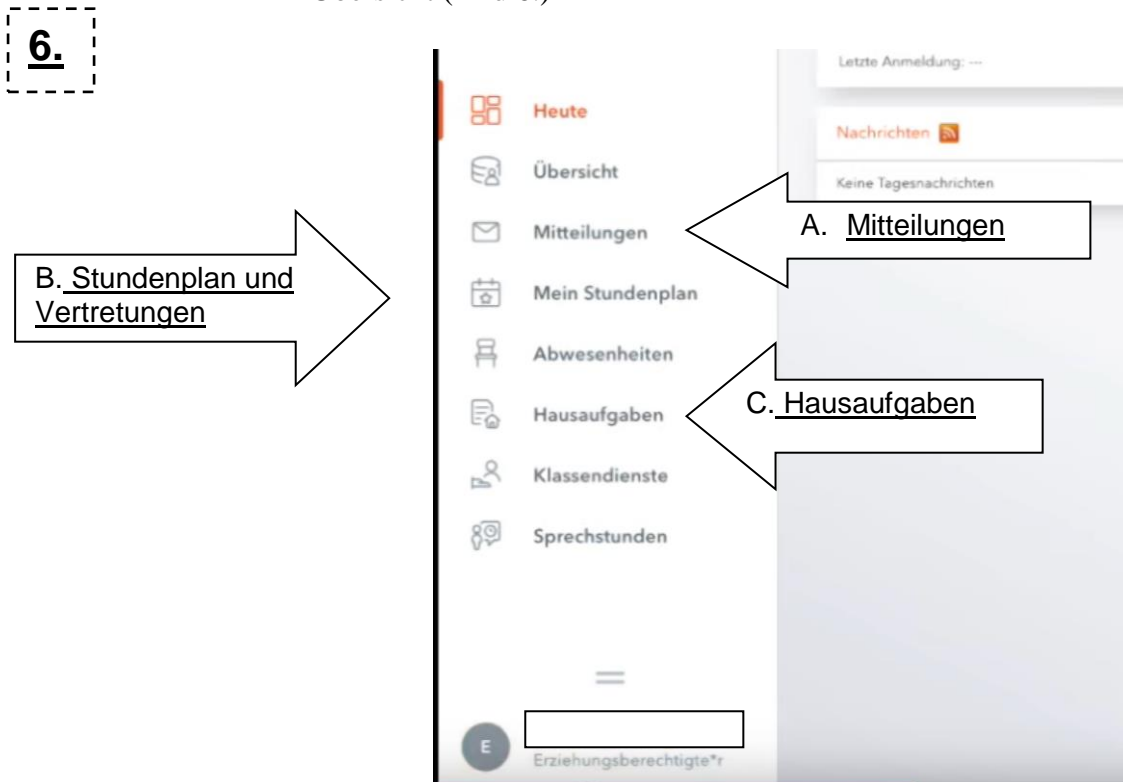 6.
Letzte Anmeldung: ---
Heute
Nachrichten
Übersicht
Keine Tagesnachrichten
Mitteilungen
A. Mitteilungen
B. Stundenplan und
Vertretungen
Mein Stundenplan
Abwesenheiten
Hausaufgaben
C. Hausaufgaben
Klassendienste
Sprechstunden
E
Erziehungsberechtigte*r